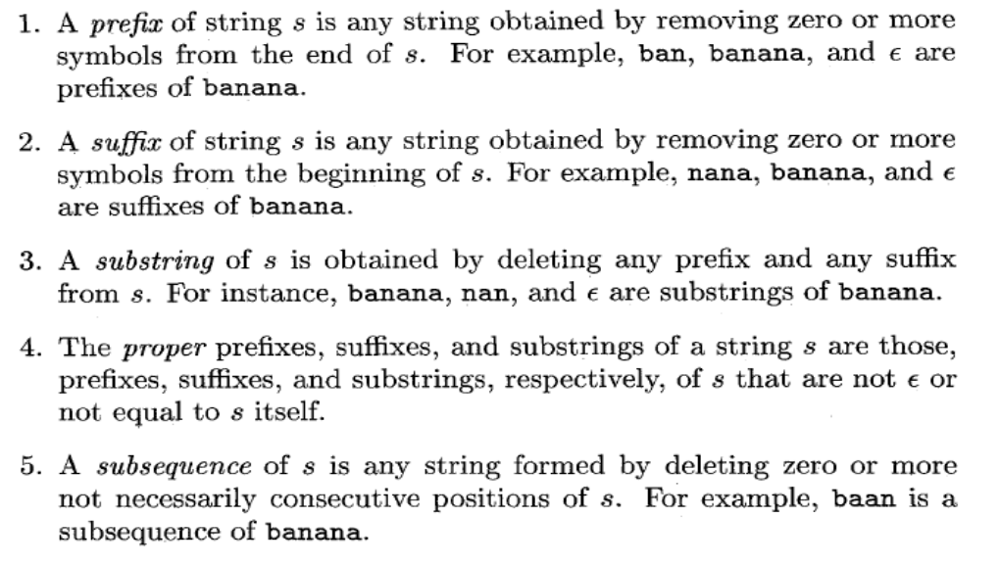 1. A prefix of string s is any string obtained by removing zero or more
symbols from the end of s. For example, ban, banana, and ϵ are
prefixes of banana.
2. A suffix of string s is any string obtained by removing zero or more
symbols from the beginning of s. For example, nana, banana, and ϵ
are suffixes of banana.
3. A substring of s is obtained by deleting any prefix and any suffix
from s. For instance, banana, nan, and ϵ are substrings of banana.
4. The proper prefixes, suffixes, and substrings of a string s are those,
prefixes, suffixes, and substrings, respectively, of s that are not ϵ or
not equal to s itself.
5. A subsequence of s is any string formed by deleting zero or more
not necessarily consecutive positions of s. For example, baan is a
subsequence of banana.